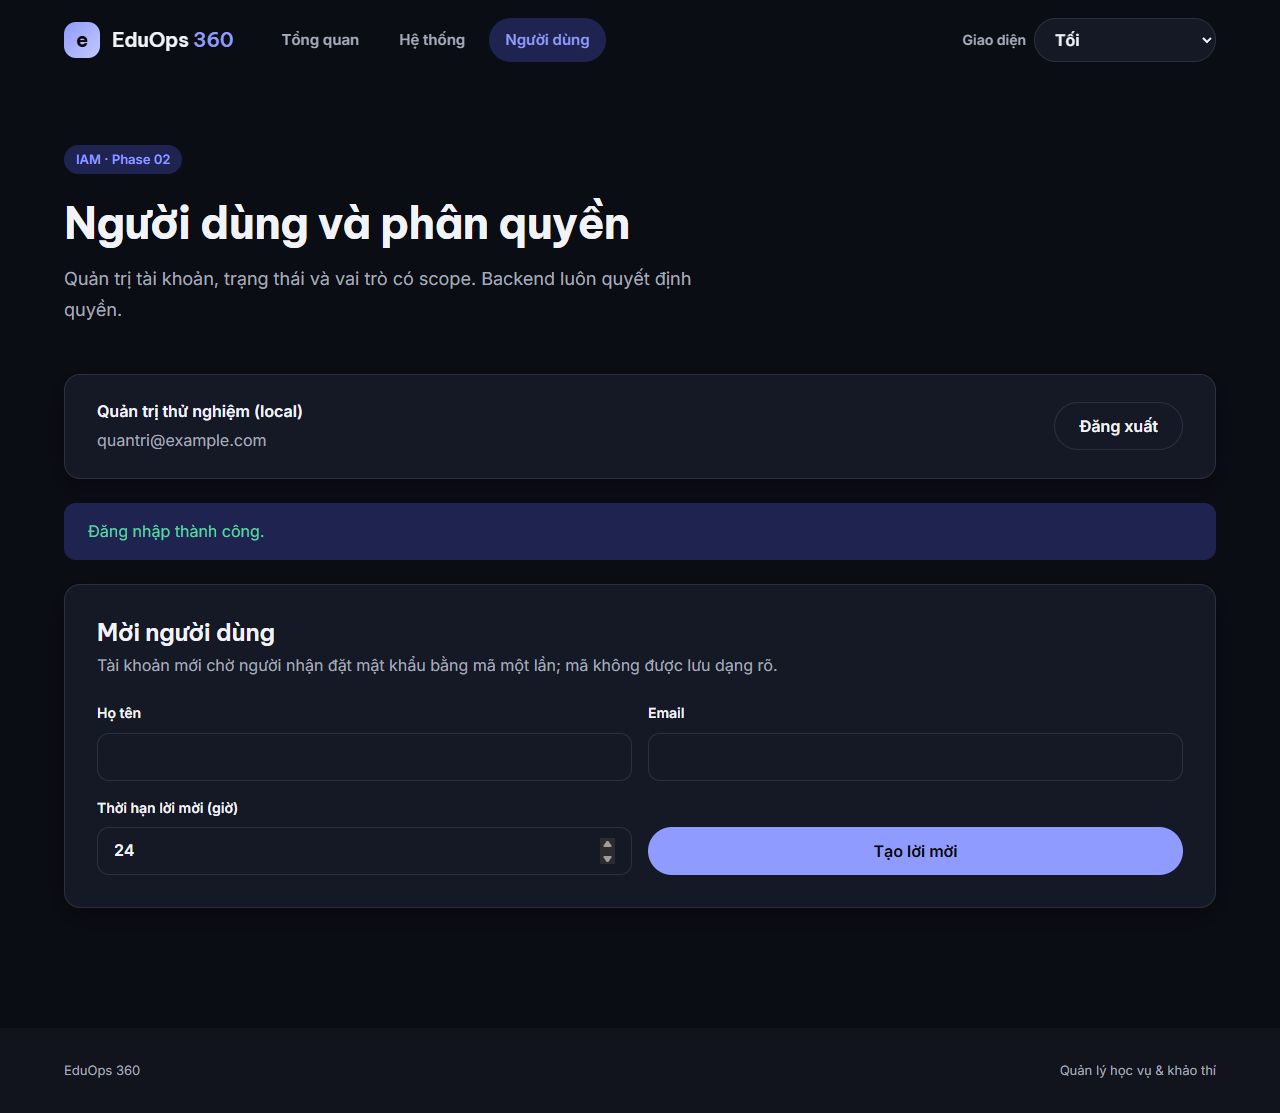 e EduOps 360 Tổng quan Hệ thống Người dùng Giao diện Tối
IAM · Phase 02
Người dùng và phân quyền
Quản trị tài khoản, trạng thái và vai trò có scope. Backend luôn quyết định
quyền.
Quản trị thử nghiệm (local)
quantri@example.com
Đăng xuất
Đăng nhập thành công.
Mời người dùng
Tài khoản mới chờ người nhận đặt mật khẩu bằng mã một lần; mã không được lưu dạng rõ.
Họ tên Email
Thời hạn lời mời (giờ)
24 Tạo lời mời
EduOps 360 Quản lý học vụ & khảo thí